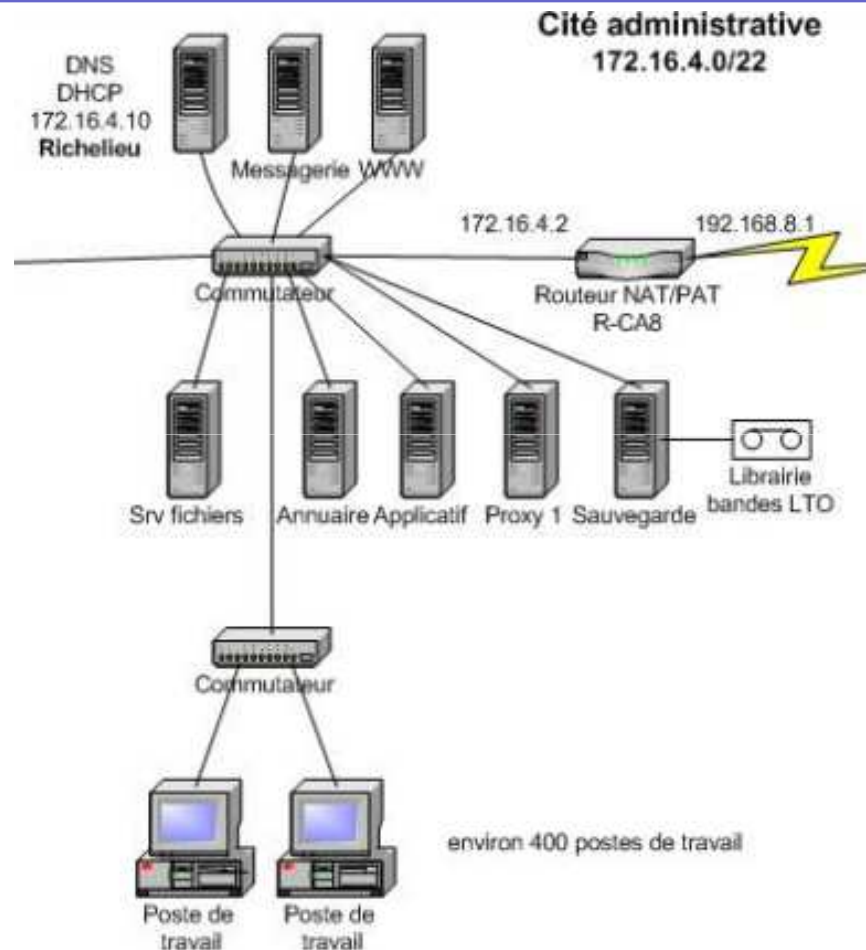 Cité administrative
172.16.4.0/22
DNS
DHCP
172.16.4.10
Richelieu
Messagerie
WWW
172.16.4.2
192.168.8.1
Commutateur
Routeur NAT/PAT
R-CA8
Srv fichiers
Annuaire
Applicatif
Proxy 1
Sauvegarde
Librairie
bandes LTO
Commutateur
environ 400 postes de travail
Poste de
travail
Poste de
travail